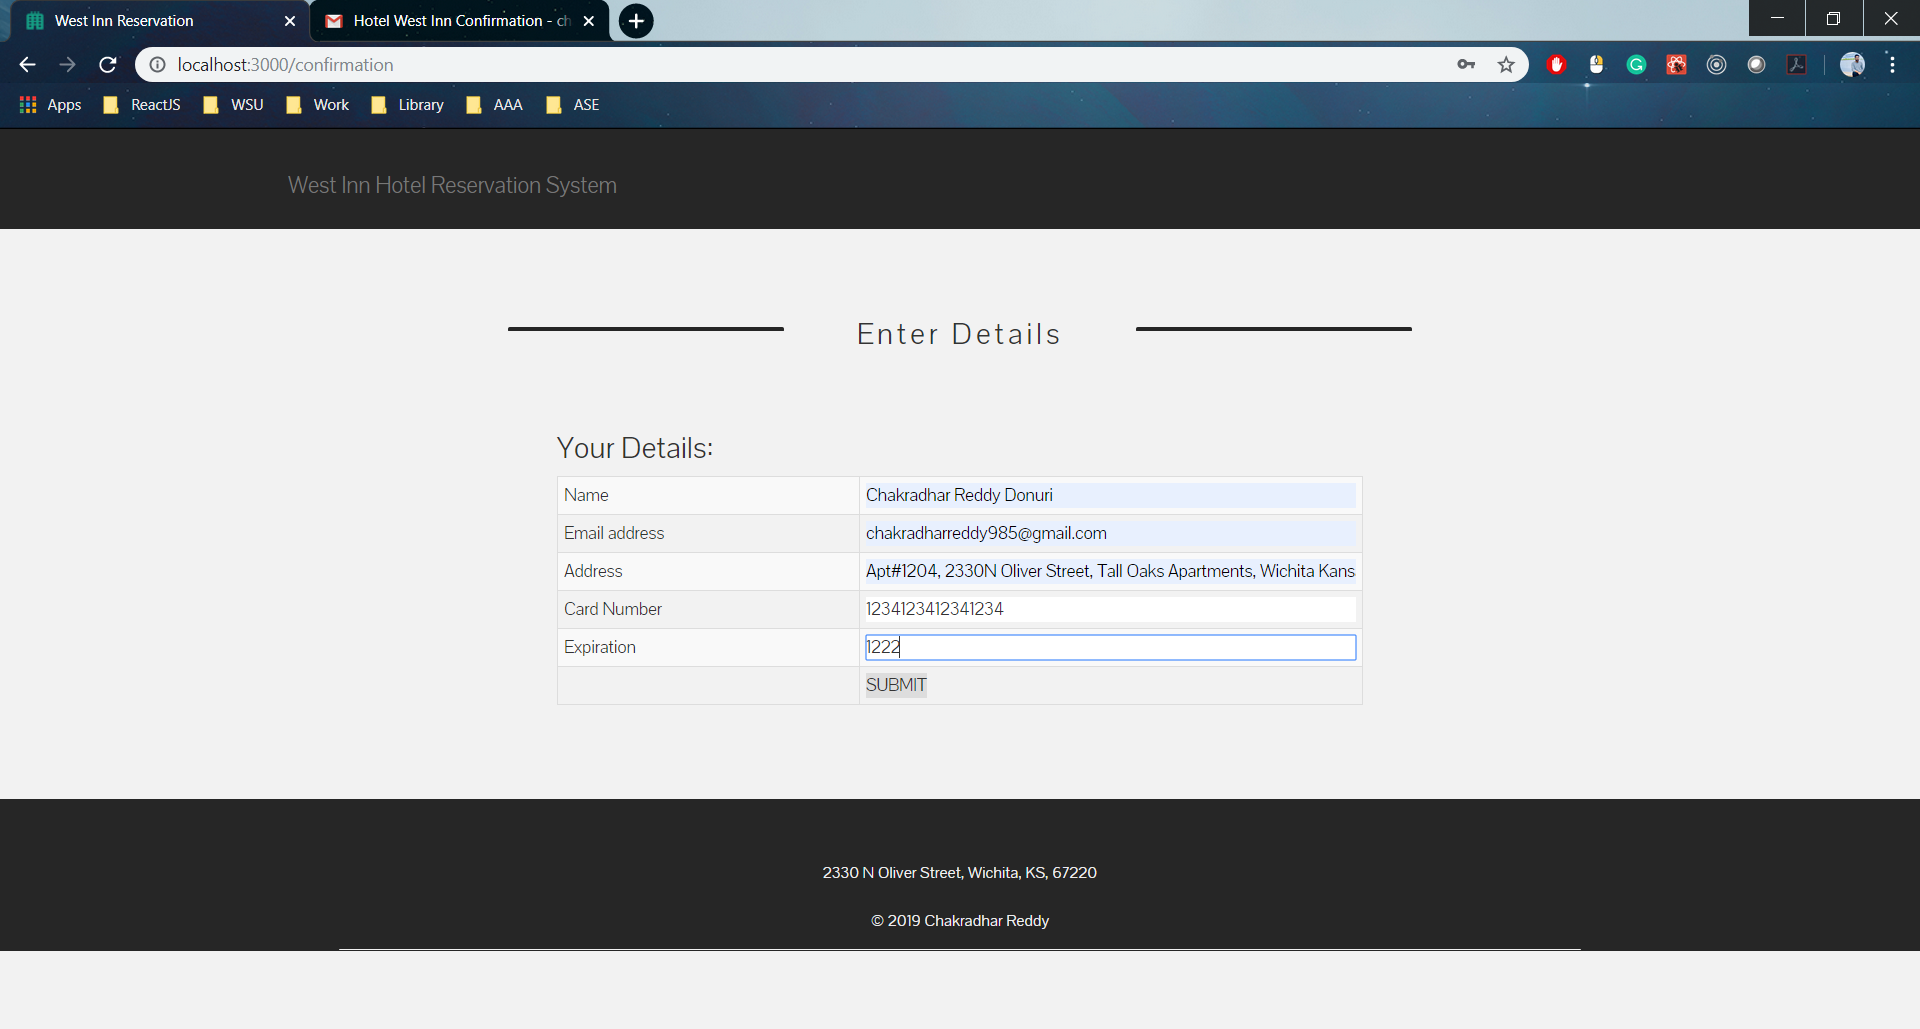 West Inn Reservation
Hotel West Inn Confirmation - ch
localhost:3000/confirmation
Apps ReactJS WSU Work Library AAA ASE
West Inn Hotel Reservation System
Enter Details
Your Details:
Name Chakradhar Reddy Donuri
Email address chakradharreddy985@gmail.com
Address Apt#1204, 2330N Oliver Street, Tall Oaks Apartments, Wichita Kans
Card Number 1234123412341234
Expiration 1222
SUBMIT
2330 N Oliver Street, Wichita, KS, 67220
© 2019 Chakradhar Reddy